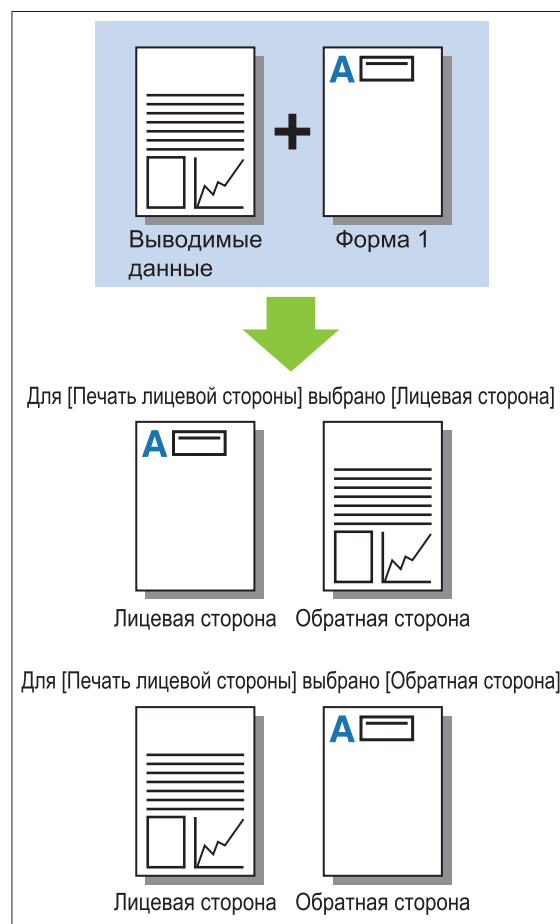 A
Выводимые
данные
Форма 1
Для [Печать лицевой стороны] выбрано [Лицевая сторона]
A
Лицевая сторона
Обратная сторона
Для [Печать лицевой стороны] выбрано [Обратная сторона]
A
Лицевая сторона
Обратная сторона